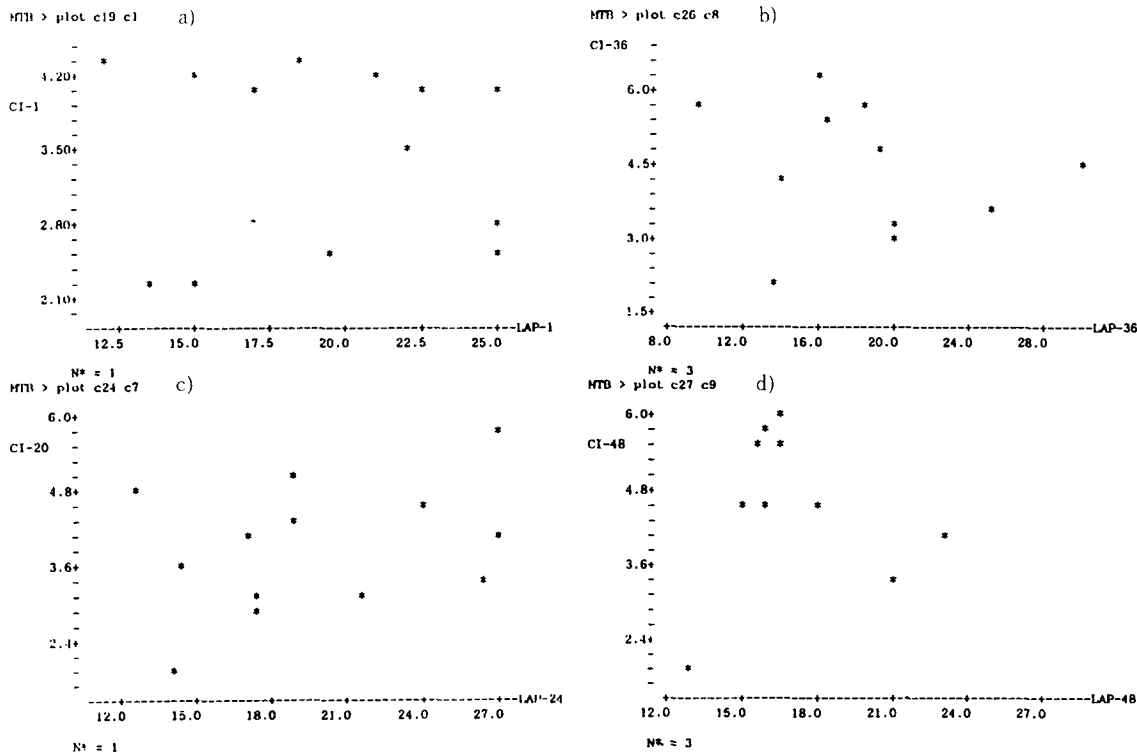 MTB > plot c19 c1 a)
4.20+
CI-1
3.50+
2.80+
2.10+
LAP-1
12.5 15.0 17.5 20.0 22.5 25.0
N* = 1
MTB > plot c26 c8 b)
CI-36
6.0+
4.5+
3.0+
1.5+
LAP-36
8.0 12.0 16.0 20.0 24.0 28.0
N* = 3
MTB > plot c24 c7 c)
6.0+
CI-20
4.8+
3.6+
2.4+
LAP-24
12.0 15.0 18.0 21.0 24.0 27.0
N* = 1
MTB > plot c27 c9 d)
6.0+
CI-48
4.8+
3.6+
2.4+
LAP-48
12.0 15.0 18.0 21.0 24.0 27.0
N* = 3